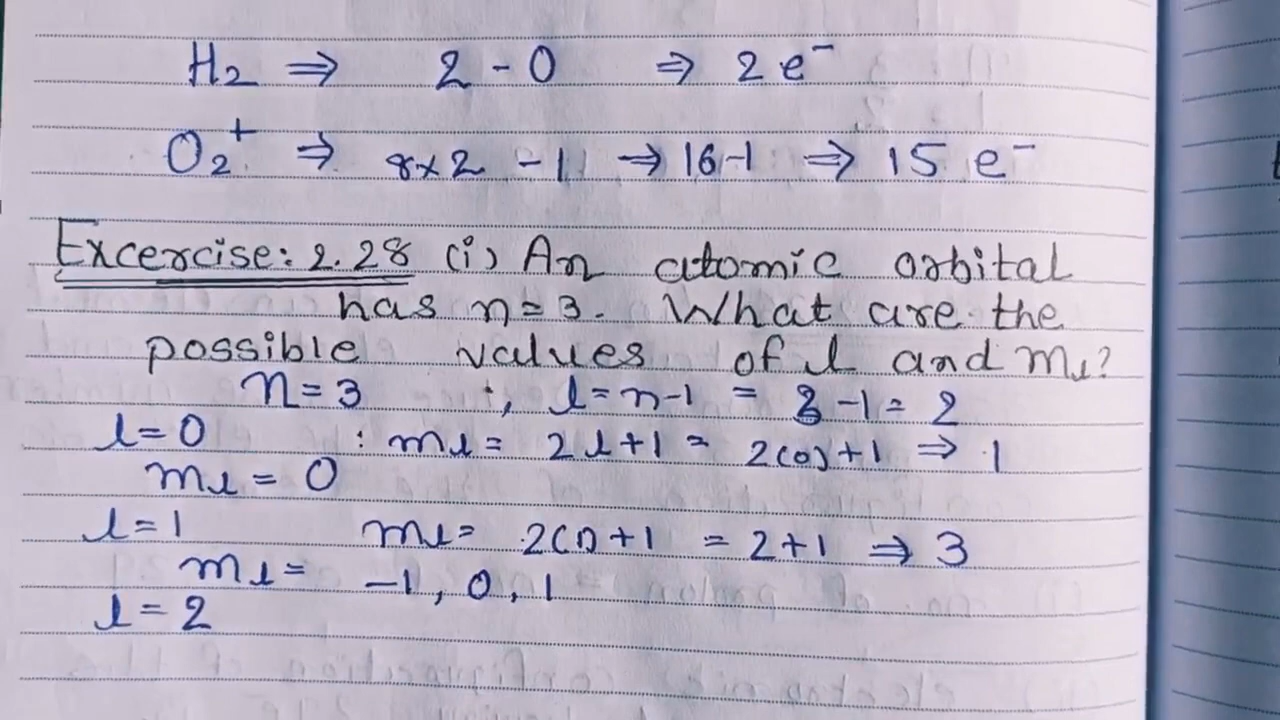 H₂ ⇒ 2 - 0 ⇒ 2 e⁻
O₂⁺ ⇒ 8×2 - 1 → 16-1 ⇒ 15 e⁻
Excercise: 2.28 (i) An atomic orbital
has n=3. What are the
possible values of l and mₗ?
n=3 , l=n-1 = 3-1= 2
l=0 : mₗ= 2l+1= 2(0)+1 ⇒ 1
mₗ = 0
l=1 mₗ= 2(1)+1 = 2+1 ⇒ 3
mₗ= -1, 0, 1
l=2